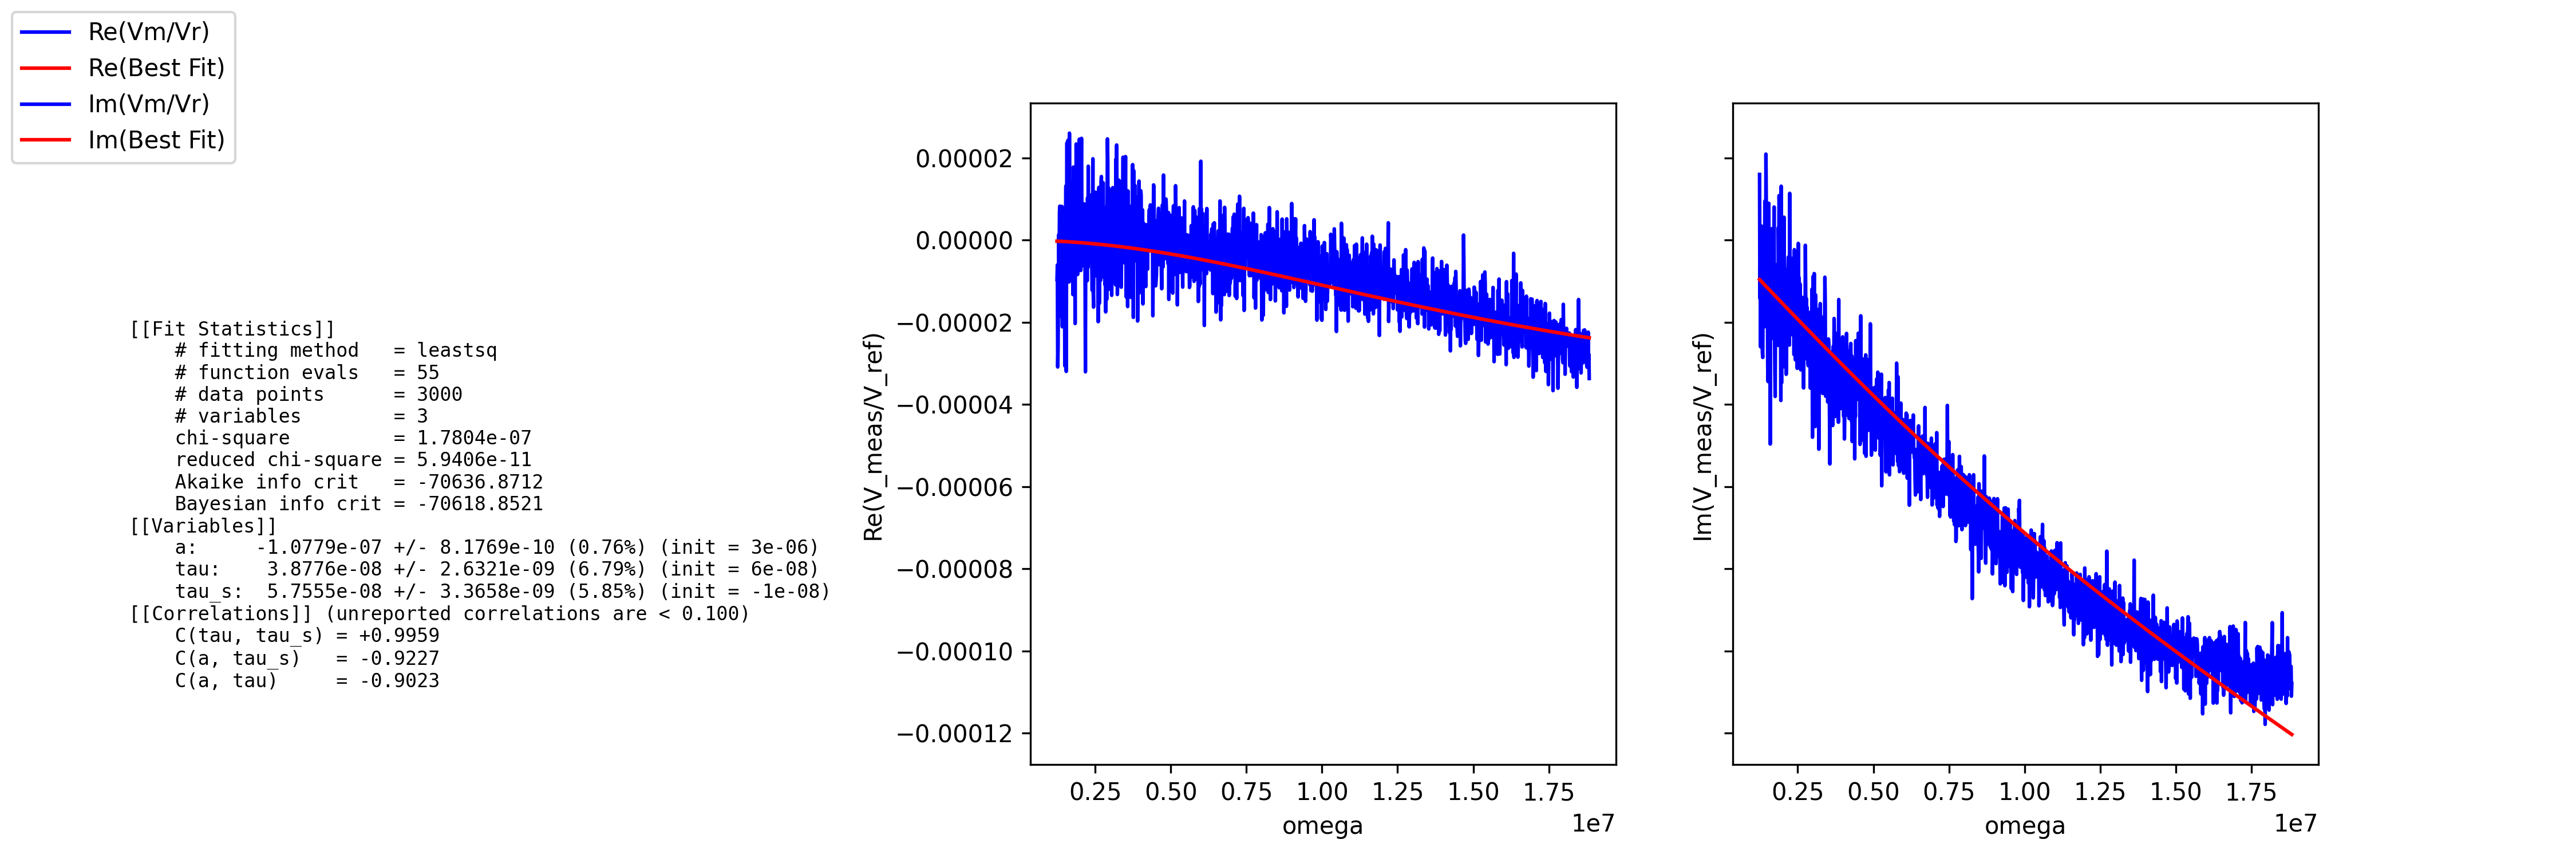 Re(Vm/Vr)
Re(Best Fit)
Im(Vm/Vr)
Im(Best Fit)
[[Fit Statistics]]
    # fitting method   = leastsq
    # function evals   = 55
    # data points      = 3000
    # variables        = 3
    chi-square         = 1.7804e-07
    reduced chi-square = 5.9406e-11
    Akaike info crit   = -70636.8712
    Bayesian info crit = -70618.8521
[[Variables]]
    a:     -1.0779e-07 +/- 8.1769e-10 (0.76%) (init = 3e-06)
    tau:    3.8776e-08 +/- 2.6321e-09 (6.79%) (init = 6e-08)
    tau_s:  5.7555e-08 +/- 3.3658e-09 (5.85%) (init = -1e-08)
[[Correlations]] (unreported correlations are < 0.100)
    C(tau, tau_s) = +0.9959
    C(a, tau_s)   = -0.9227
    C(a, tau)     = -0.9023
Re(V_meas/V_ref)
0.00002
0.00000
−0.00002
−0.00004
−0.00006
−0.00008
−0.00010
−0.00012
0.25 0.50 0.75 1.00 1.25 1.50 1.75
1e7
omega
Im(V_meas/V_ref)
0.25 0.50 0.75 1.00 1.25 1.50 1.75
1e7
omega